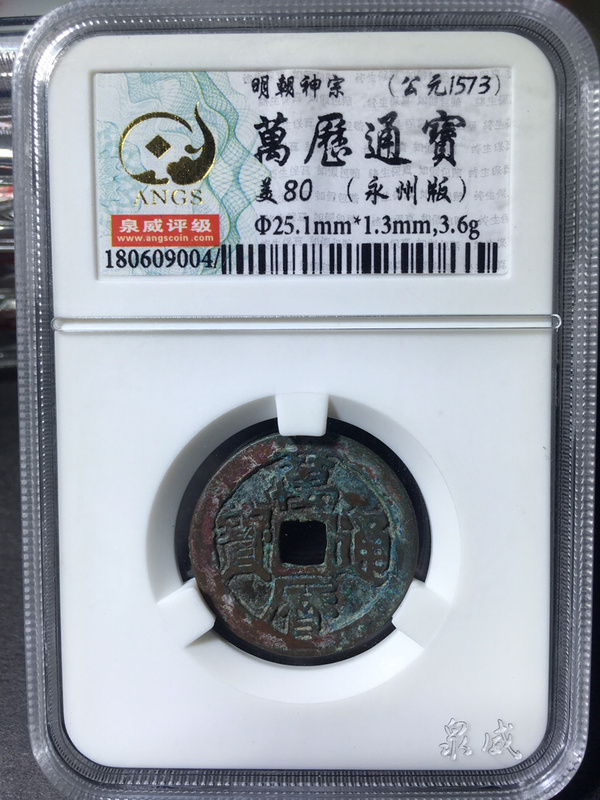 明朝神宗 (公元1573)
萬曆通寶
ANGS
美80 (永州版)
泉威评级
www.angscoin.com
Φ25.1mm*1.3mm,3.6g
180609004/
萬曆通寶
泉威